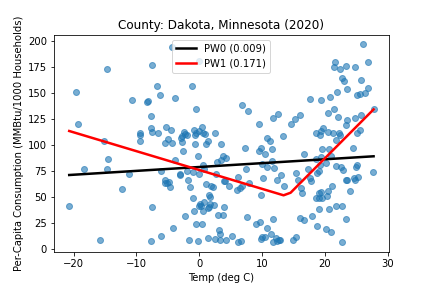 County: Dakota, Minnesota (2020)
PW0 (0.009)
PW1 (0.171)
Per-Capita Consumption (MMBtu/1000 Households)
200
175
150
125
100
75
50
25
0
−20 −10 0 10 20 30
Temp (deg C)